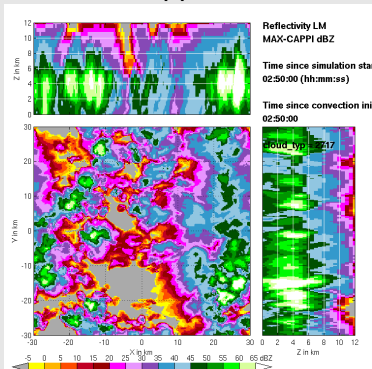 Reflectivity LM
MAX-CAPPI dBZ
Time since simulation star
02:50:00 (hh:mm:ss)
Time since convection ini
02:50:00
cloud_typ = 2717
Z in km
12
10
8
6
4
2
0
Y in km
30
20
10
0
-10
-20
-30
-30
-20
-10
0
10
20
30
X in km
0
2
4
6
8
10
12
Z in km
-5 0 5 10 15 20 25 30 35 40 45 50 55 60 65 dBZ